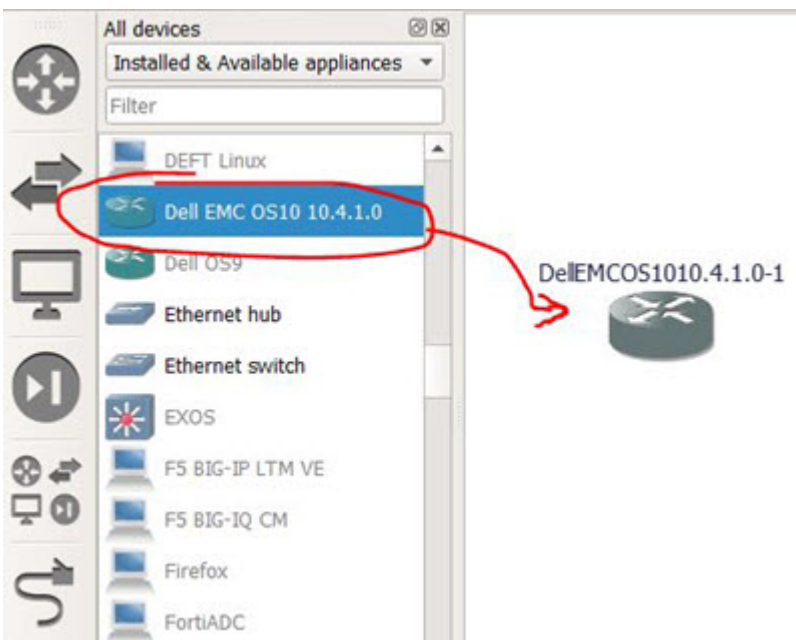 All devices
Installed & Available appliances
Filter
DEFT Linux
Dell EMC OS10 10.4.1.0
Dell OS9
Ethernet hub
Ethernet switch
EXOS
F5 BIG-IP LTM VE
F5 BIG-IQ CM
Firefox
FortiADC
DellEMCOS1010.4.1.0-1